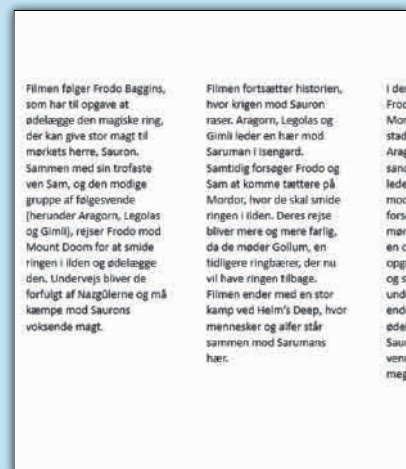 Filmen følger Frodo Baggins,
som har til opgave at
ødelægge den magiske ring,
der kan give stor magt til
mørkets herre, Sauron.
Sammen med sin trofaste
ven Sam, og den modige
gruppe af følgesvende
(herunder Aragorn, Legolas
og Gimli), rejser Frodo mod
Mount Doom for at smide
ringen i ilden og ødelægge
den. Undervejs bliver de
forfulgt af Nazgûlerne og må
kæmpe mod Saurons
voksende magt.
Filmen fortsætter historien,
hvor krigen mod Sauron
raser. Aragorn, Legolas og
Gimli leder en hær mod
Saruman i Isengard.
Samtidig forsøger Frodo og
Sam at komme tættere på
Mordor, hvor de skal smide
ringen i ilden. Deres rejse
bliver mere og mere farlig,
da de møder Gollum, en
tidligere ringbærer, der nu
vil have ringen tilbage.
Filmen ender med en stor
kamp ved Helm's Deep, hvor
mennesker og alfer står
sammen mod Sarumans
hær.
I der
Frod
Mor
stad
Arag
sand
lede
mod
fors
mør
en o
opg
og s
und
end
øde
Saur
venn
meg